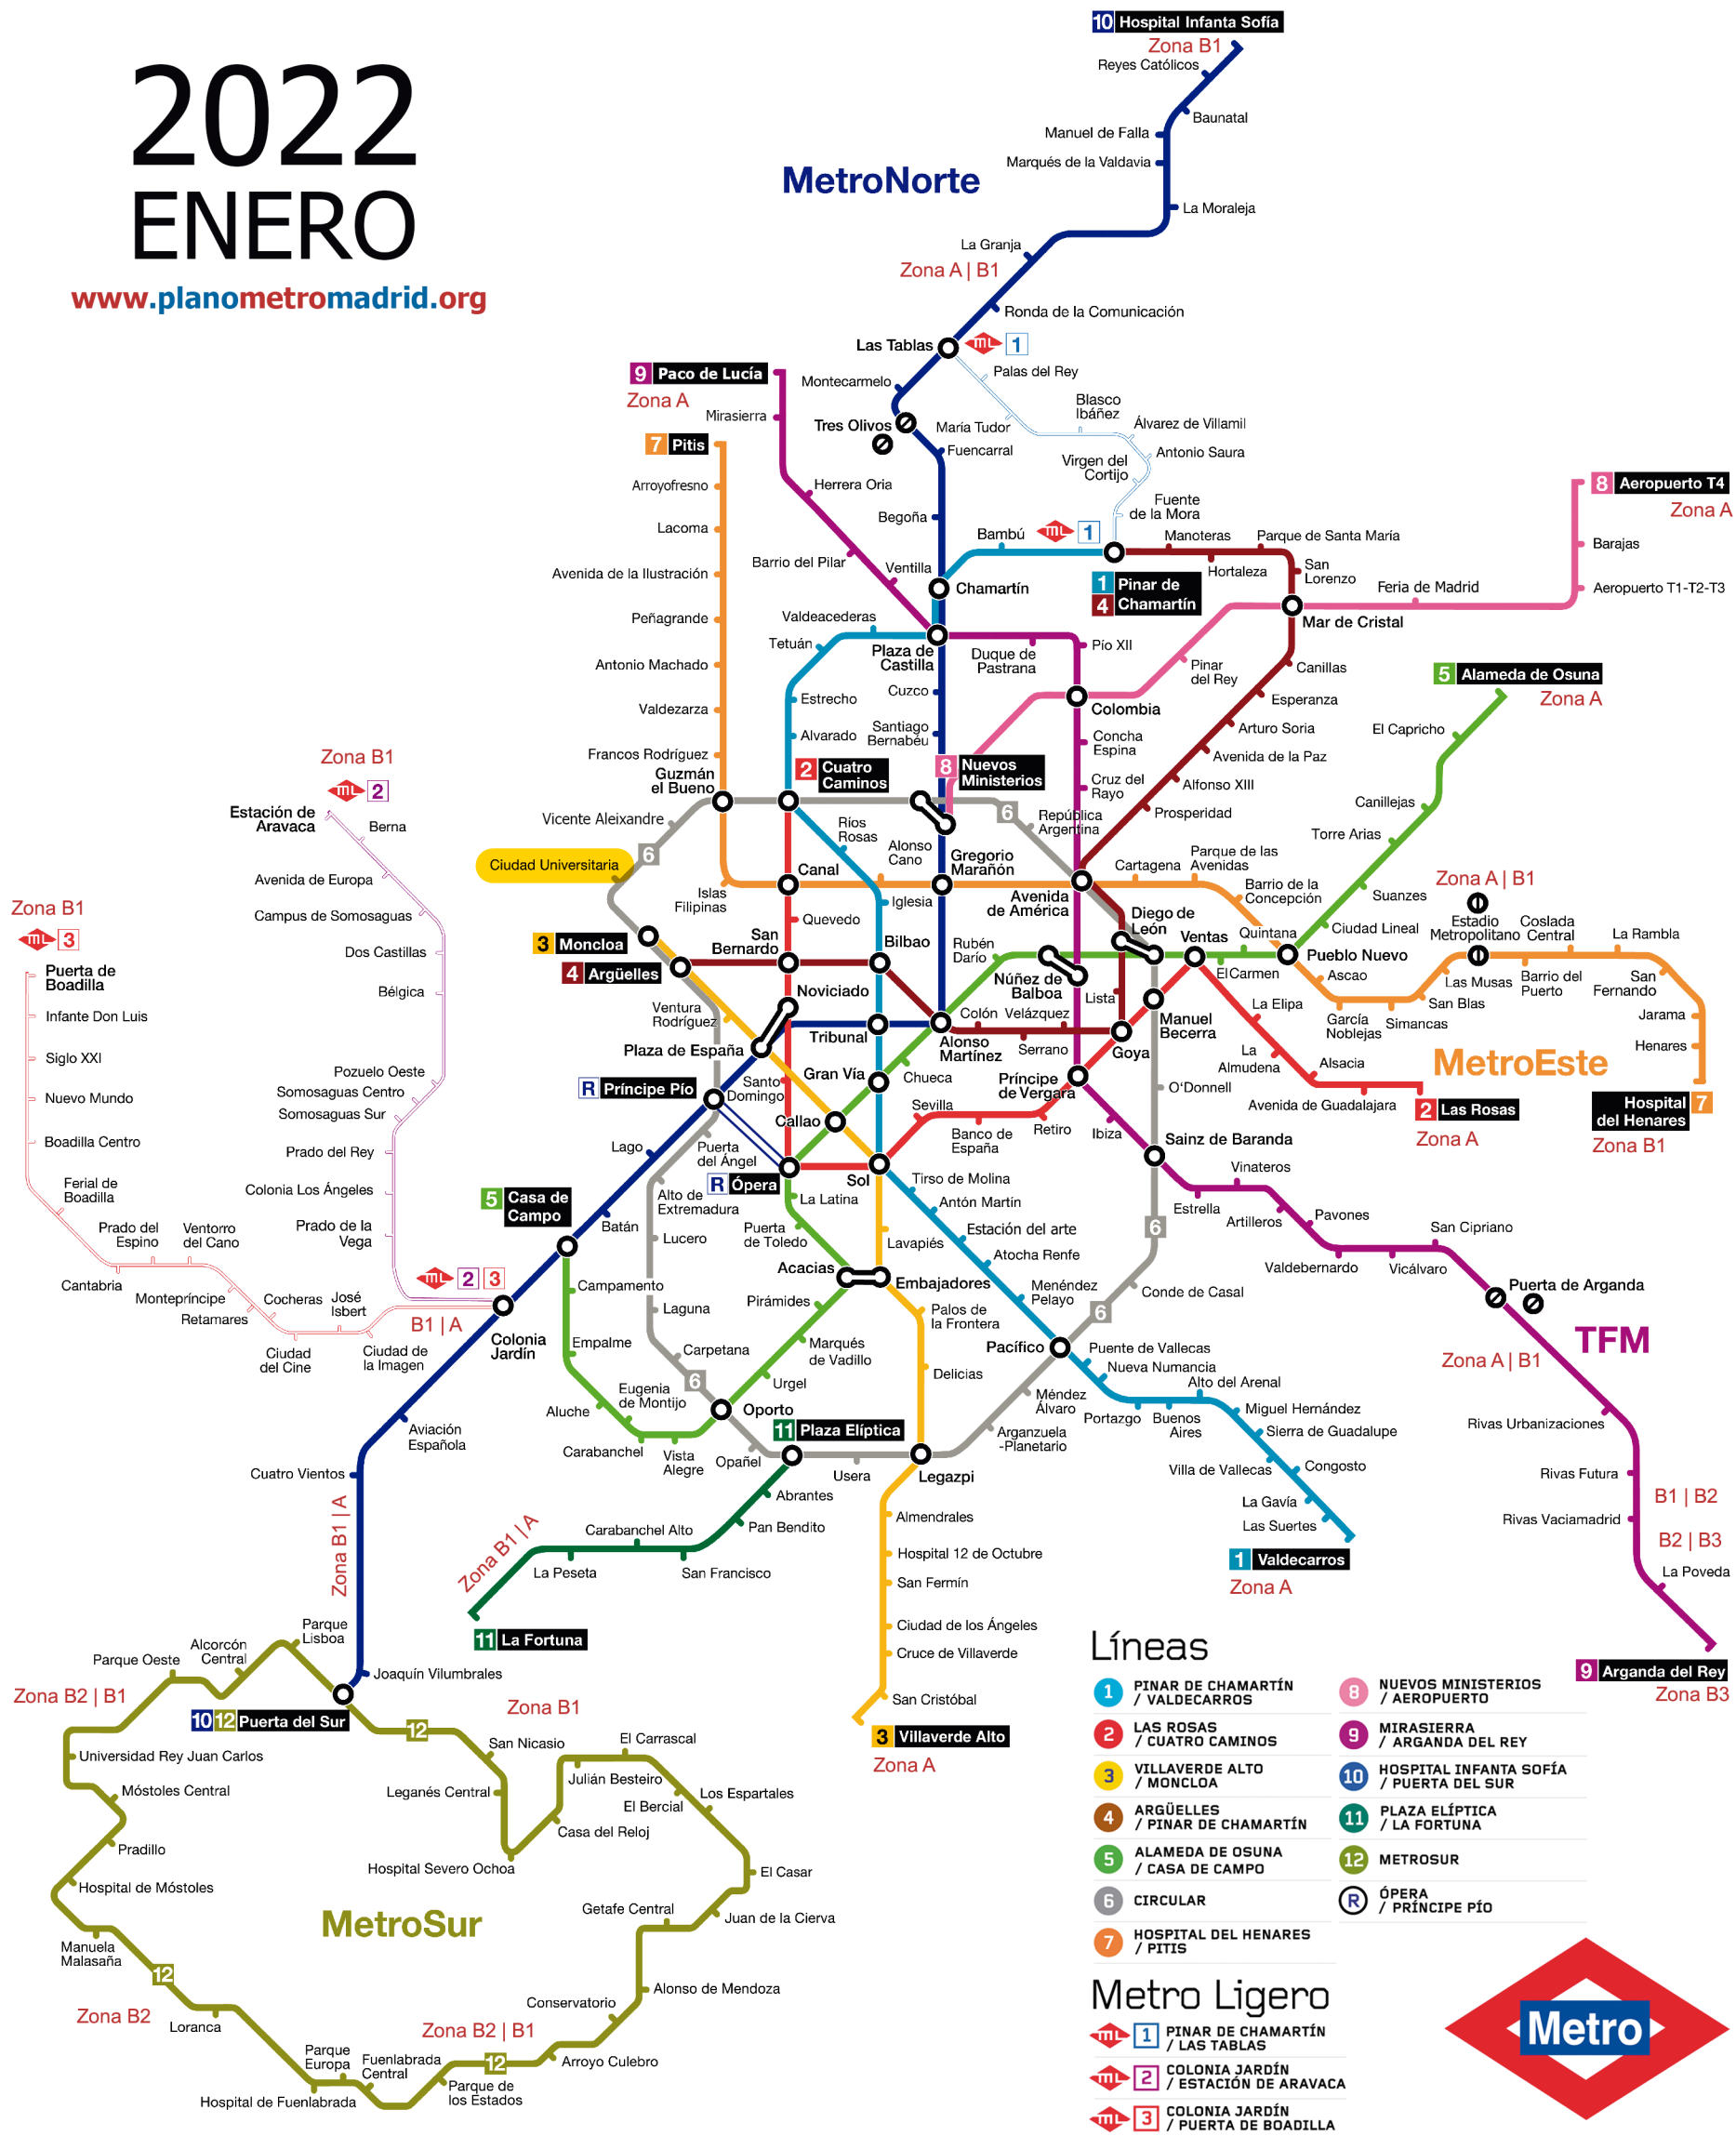 2022
ENERO
www.planometromadrid.org
10 Hospital Infanta Sofía
Zona B1
Reyes Católicos
Baunatal
Manuel de Falla
Marqués de la Valdavia
MetroNorte
La Moraleja
La Granja
Zona A | B1
Ronda de la Comunicación
Las Tablas
mL 1
Palas del Rey
9 Paco de Lucía
Zona A
Montecarmelo
Mirasierra
Blasco
Ibáñez
Álvarez de Villamil
Tres Olivos
María Tudor
7 Pitis
Fuencarral
Antonio Saura
Virgen del
Cortijo
Arroyofresno
Herrera Oria
8 Aeropuerto T4
Zona A
Fuente
de la Mora
Lacoma
Begoña
Bambú
mL 1
Manoteras
Parque de Santa María
Barajas
Barrio del Pilar
Ventilla
Hortaleza
San
Lorenzo
Avenida de la Ilustración
Chamartín
1 Pinar de
4 Chamartín
Feria de Madrid
Aeropuerto T1-T2-T3
Peñagrande
Valdeacederas
Mar de Cristal
Tetuán
Plaza de
Castilla
Duque de
Pastrana
Pío XII
Antonio Machado
Pinar
del Rey
Canillas
5 Alameda de Osuna
Zona A
Cuzco
Estrecho
Esperanza
Valdezarza
Colombia
Santiago
Bernabéu
Alvarado
Concha
Espina
Arturo Soria
El Capricho
Francos Rodríguez
Avenida de la Paz
Zona B1
mL 2
Guzmán
el Bueno
2 Cuatro
Caminos
8 Nuevos
Ministerios
Cruz del
Rayo
Alfonso XIII
Canillejas
Estación de
Aravaca
Berna
Vicente Aleixandre
6
Ríos
Rosas
6
República
Argentina
Prosperidad
Torre Arias
Ciudad Universitaria
6
Alonso
Cano
Gregorio
Marañón
Cartagena
Parque de las
Avenidas
Avenida de Europa
Canal
Islas
Filipinas
Iglesia
Avenida
de América
Barrio de la
Concepción
Suanzes
Zona A | B1
Zona B1
mL 3
Campus de Somosaguas
Quevedo
Diego de
León
Ciudad Lineal
Estadio
Metropolitano
Coslada
Central
La Rambla
3 Moncloa
San
Bernardo
Bilbao
Rubén
Darío
Ventas
Quintana
Dos Castillas
Pueblo Nuevo
Puerta de
Boadilla
4 Argüelles
Núñez de
Balboa
El Carmen
Ascao
Las Musas
Barrio del
Puerto
San
Fernando
Bélgica
Noviciado
Lista
La Elipa
San Blas
Infante Don Luis
Ventura
Rodríguez
Colón
Velázquez
Manuel
Becerra
García
Noblejas
Simancas
Jarama
Plaza de España
Tribunal
Alonso
Martínez
Serrano
Goya
Henares
Siglo XXI
La
Almudena
Alsacia
MetroEste
Pozuelo Oeste
Gran Vía
Chueca
Príncipe
de Vergara
O'Donnell
Somosaguas Centro
R Príncipe Pío
Santo
Domingo
Nuevo Mundo
Somosaguas Sur
Sevilla
Avenida de Guadalajara
2 Las Rosas
Zona A
Hospital 7
del Henares
Zona B1
Callao
Banco de
España
Retiro
Ibiza
Boadilla Centro
Lago
Puerta
del Ángel
Sainz de Baranda
Prado del Rey
Vinateros
R Ópera
Sol
Tirso de Molina
Ferial de
Boadilla
Colonia Los Ángeles
5 Casa de
Campo
Alto de
Extremadura
La Latina
Antón Martín
Estrella
Artilleros
Pavones
Prado del
Espino
Ventorro
del Cano
Prado de la
Vega
Batán
Lucero
Puerta
de Toledo
Lavapiés
Estación del arte
6
San Cipriano
Atocha Renfe
Valdebernardo
Vicálvaro
Cantabria
mL 2 3
Acacias
Embajadores
Menéndez
Pelayo
Conde de Casal
Puerta de Arganda
Montepríncipe
Cocheras
José
Isbert
Campamento
Laguna
Pirámides
Palos de
la Frontera
6
Retamares
B1 | A
TFM
Ciudad
del Cine
Ciudad de
la Imagen
Colonia
Jardín
Empalme
Carpetana
Marqués
de Vadillo
Pacífico
Puente de Vallecas
Zona A | B1
Nueva Numancia
Delicias
Alto del Arenal
6
Urgel
Eugenia
de Montijo
Méndez
Álvaro
Aluche
Oporto
Portazgo
Buenos
Aires
Miguel Hernández
Rivas Urbanizaciones
Aviación
Española
11 Plaza Elíptica
Arganzuela
-Planetario
Sierra de Guadalupe
Carabanchel
Vista
Alegre
Opañel
Usera
Legazpi
Villa de Vallecas
Congosto
Cuatro Vientos
Rivas Futura
Abrantes
B1 | B2
La Gavía
Zona B1 | A
Almendrales
Las Suertes
Rivas Vaciamadrid
Carabanchel Alto
Pan Bendito
B2 | B3
Zona B1 | A
Hospital 12 de Octubre
1 Valdecarros
Zona A
La Peseta
San Francisco
San Fermín
La Poveda
Parque
Lisboa
Ciudad de los Ángeles
11 La Fortuna
Alcorcón
Central
Cruce de Villaverde
Parque Oeste
Joaquín Vilumbrales
9 Arganda del Rey
Zona B3
Zona B2 | B1
San Cristóbal
10 12 Puerta del Sur
Zona B1
12
3 Villaverde Alto
Zona A
San Nicasio
El Carrascal
Universidad Rey Juan Carlos
Julián Besteiro
Móstoles Central
Leganés Central
El Bercial
Los Espartales
Casa del Reloj
Pradillo
Hospital Severo Ochoa
El Casar
Hospital de Móstoles
Getafe Central
Juan de la Cierva
MetroSur
Manuela
Malasaña
12
Alonso de Mendoza
Conservatorio
Zona B2
Loranca
Zona B2 | B1
Parque
Europa
Fuenlabrada
Central
12
Arroyo Culebro
Hospital de Fuenlabrada
Parque de
los Estados
Líneas
1 PINAR DE CHAMARTÍN
/ VALDECARROS
2 LAS ROSAS
/ CUATRO CAMINOS
3 VILLAVERDE ALTO
/ MONCLOA
4 ARGÜELLES
/ PINAR DE CHAMARTÍN
5 ALAMEDA DE OSUNA
/ CASA DE CAMPO
6 CIRCULAR
7 HOSPITAL DEL HENARES
/ PITIS
8 NUEVOS MINISTERIOS
/ AEROPUERTO
9 MIRASIERRA
/ ARGANDA DEL REY
10 HOSPITAL INFANTA SOFÍA
/ PUERTA DEL SUR
11 PLAZA ELÍPTICA
/ LA FORTUNA
12 METROSUR
R ÓPERA
/ PRÍNCIPE PÍO
Metro Ligero
mL 1 PINAR DE CHAMARTÍN
/ LAS TABLAS
mL 2 COLONIA JARDÍN
/ ESTACIÓN DE ARAVACA
mL 3 COLONIA JARDÍN
/ PUERTA DE BOADILLA
Metro